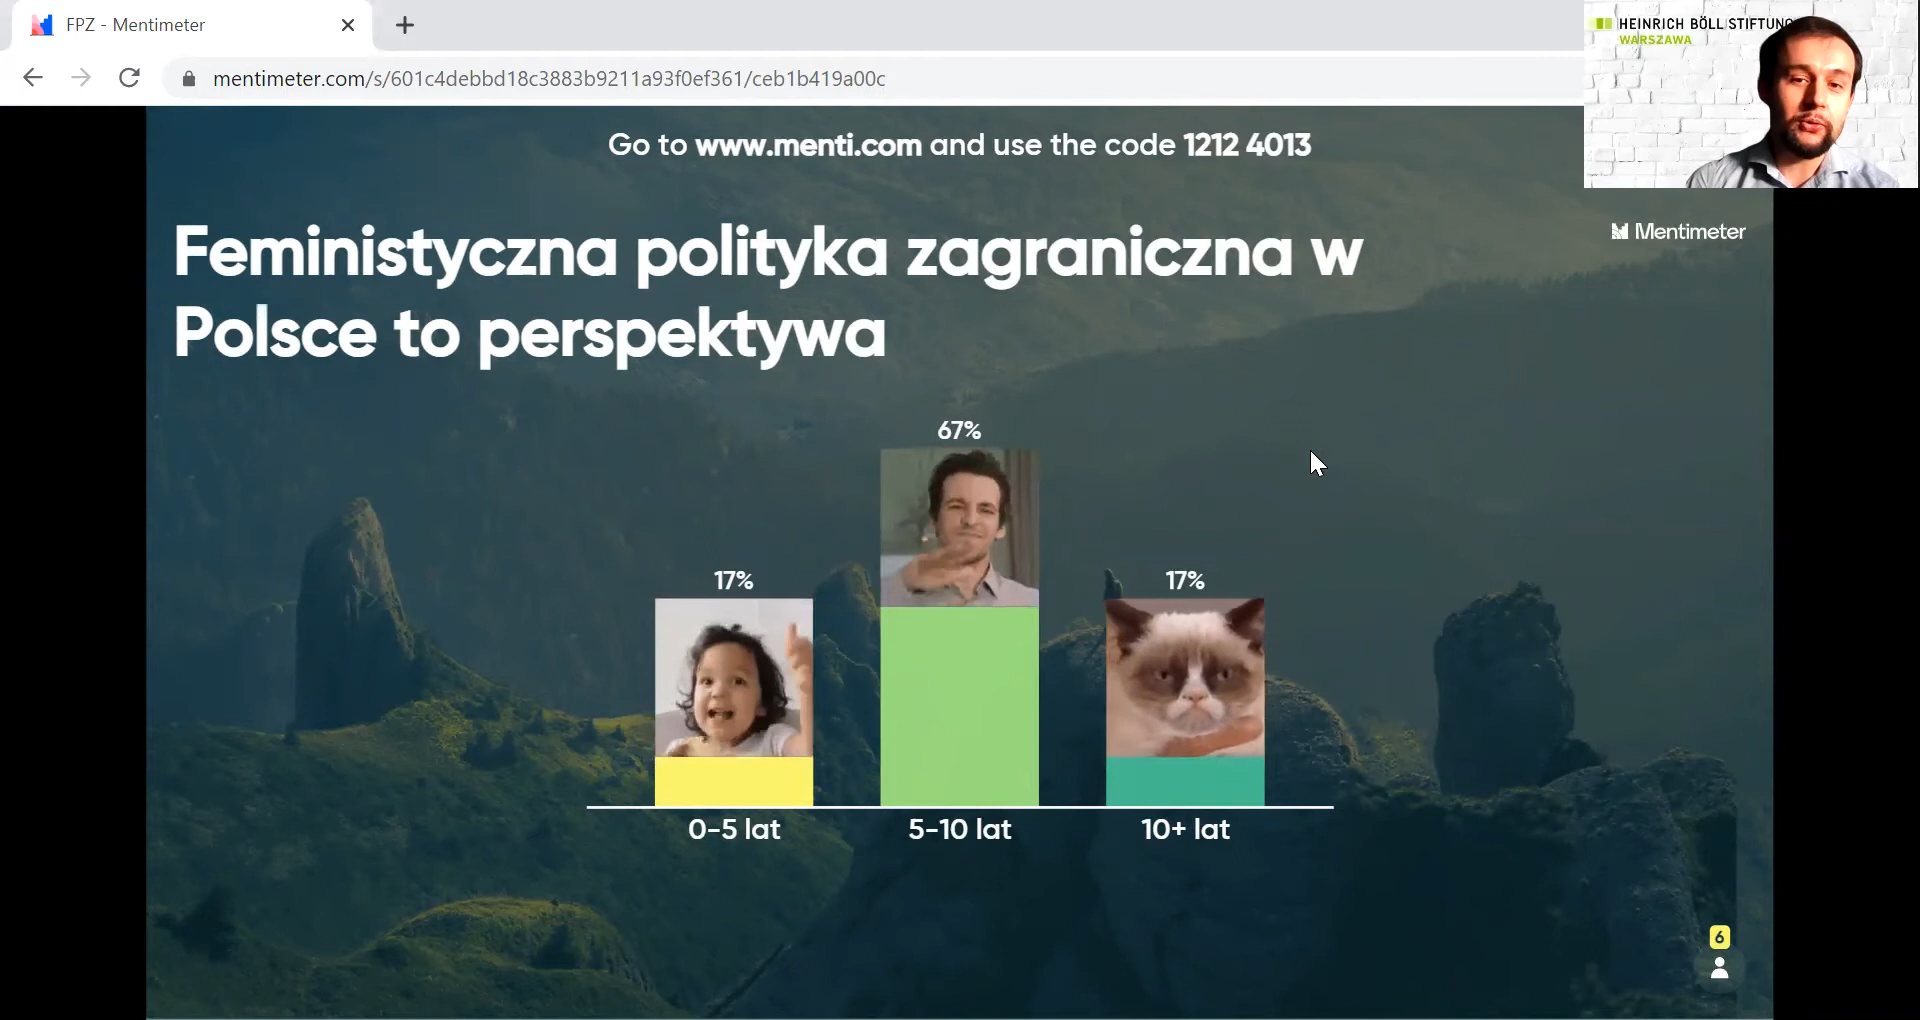 FPZ - Mentimeter
mentimeter.com/s/601c4debbd18c3883b9211a93f0ef361/ceb1b419a00c
HEINRICH BÖLL STIFTUNG
WARSZAWA
Go to www.menti.com and use the code 1212 4013
Mentimeter
Feministyczna polityka zagraniczna w
Polsce to perspektywa
67%
17%
17%
0-5 lat
5-10 lat
10+ lat
6